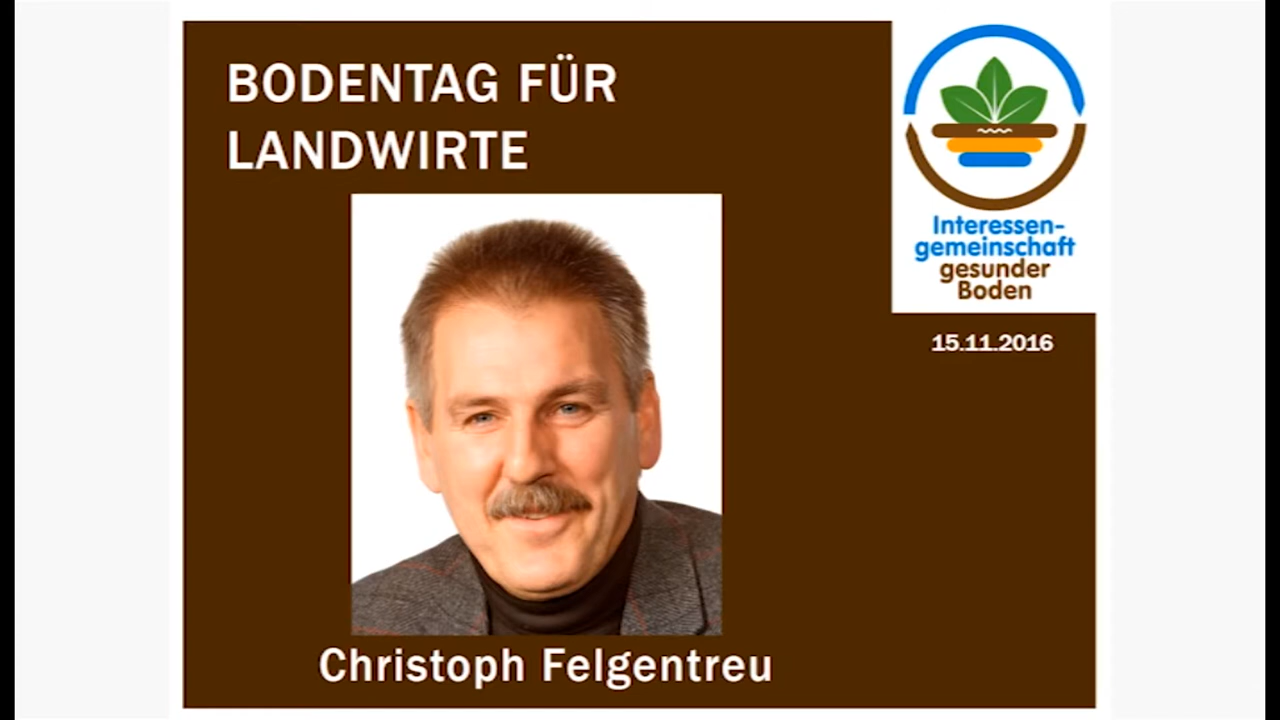 BODENTAG FÜR
LANDWIRTE
Interessen-
gemeinschaft
gesunder
Boden
15.11.2016
Christoph Felgentreu